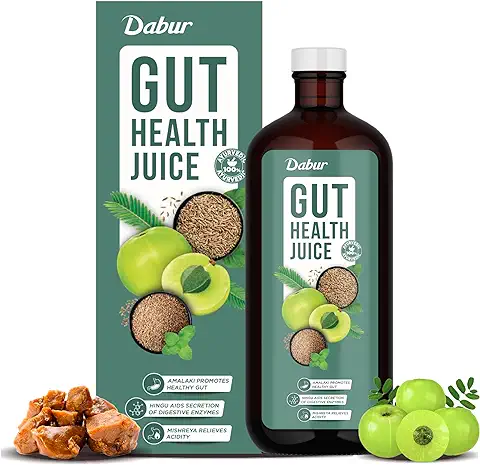 Dabur
GUT
HEALTH
JUICE
AYURVEDIC
100%
AYURVEDIC
AMALAKI PROMOTES
HEALTHY GUT
HINGU AIDS SECRETION
OF DIGESTIVE ENZYMES
MISHREYA RELIEVES
ACIDITY
Dabur
GUT
HEALTH
JUICE
AMALAKI PROMOTES
HEALTHY GUT
HINGU AIDS SECRETION
OF DIGESTIVE ENZYMES
MISHREYA RELIEVES
ACIDITY